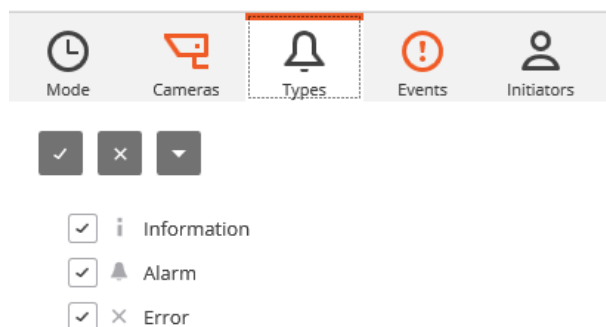 Mode
Cameras
Types
Events
Initiators
Information
Alarm
Error